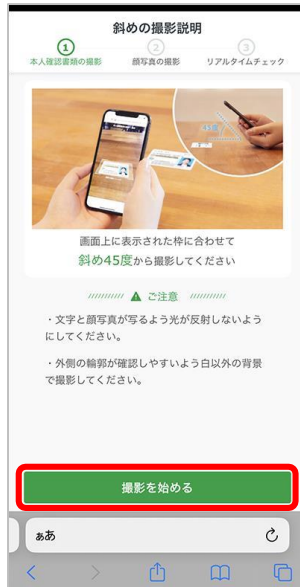 斜めの撮影説明
1
2
3
本人確認書類の撮影
顔写真の撮影
リアルタイムチェック
画面上に表示された枠に合わせて
斜め45度から撮影してください
ご注意
・文字と顔写真が写るよう光が反射しないよう
にしてください。
・外側の輪郭が確認しやすいよう白以外の背景
で撮影してください。
撮影を始める
ぁあ